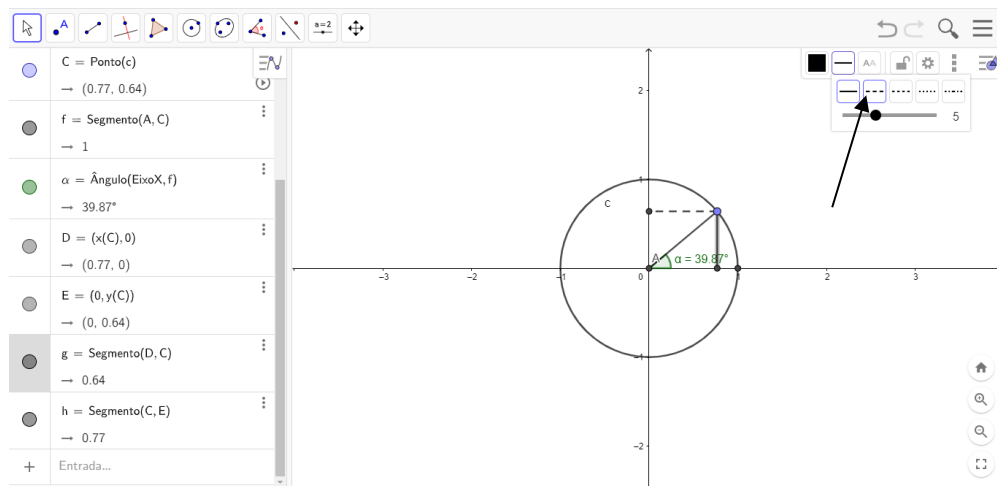 A
a=2
C = Ponto(c)
→ (0.77, 0.64)
f = Segmento(A, C)
→ 1
α = Ângulo(EixoX, f)
→ 39.87°
D = (x(C), 0)
→ (0.77, 0)
E = (0, y(C))
→ (0, 0.64)
g = Segmento(D, C)
→ 0.64
h = Segmento(C, E)
→ 0.77
+ Entrada...
AA
5
2
1
c
A α = 39.87°
−3 −2 −1 0 1 2 3
−1
−2